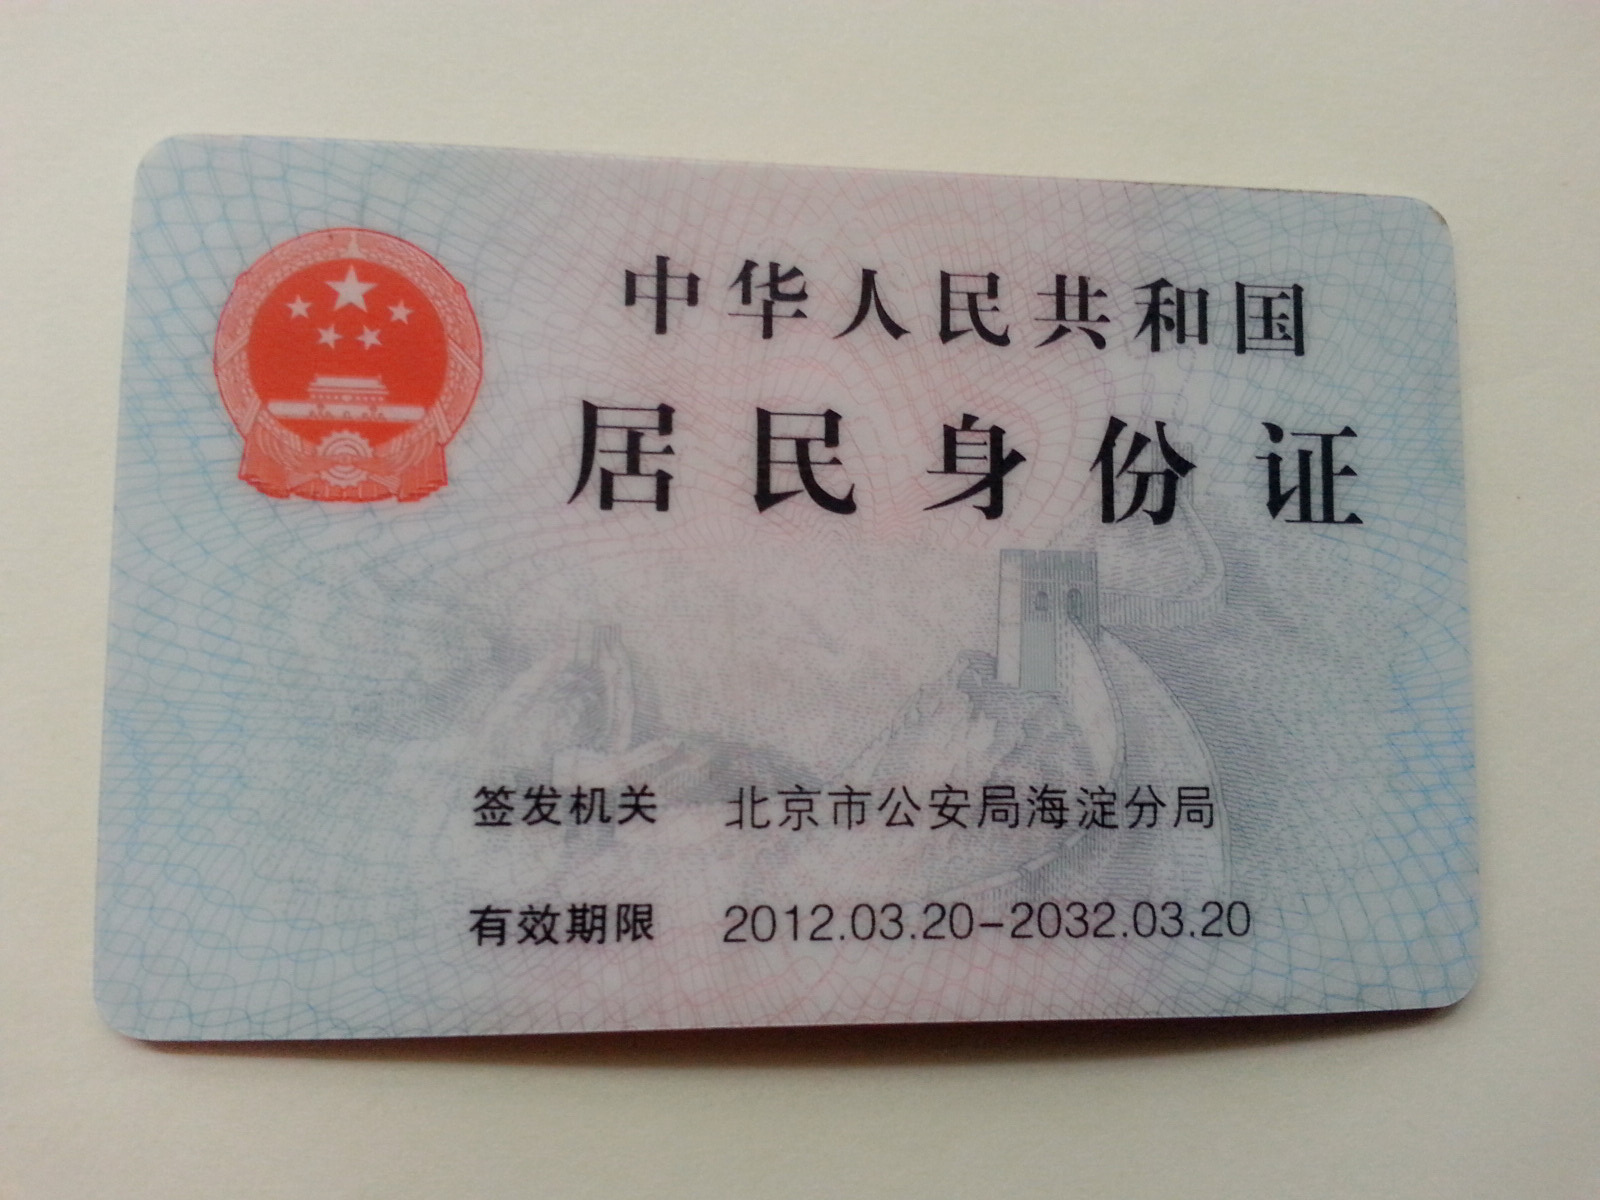 中华人民共和国
居民身份证
签发机关 北京市公安局海淀分局
有效期限 2012.03.20-2032.03.20